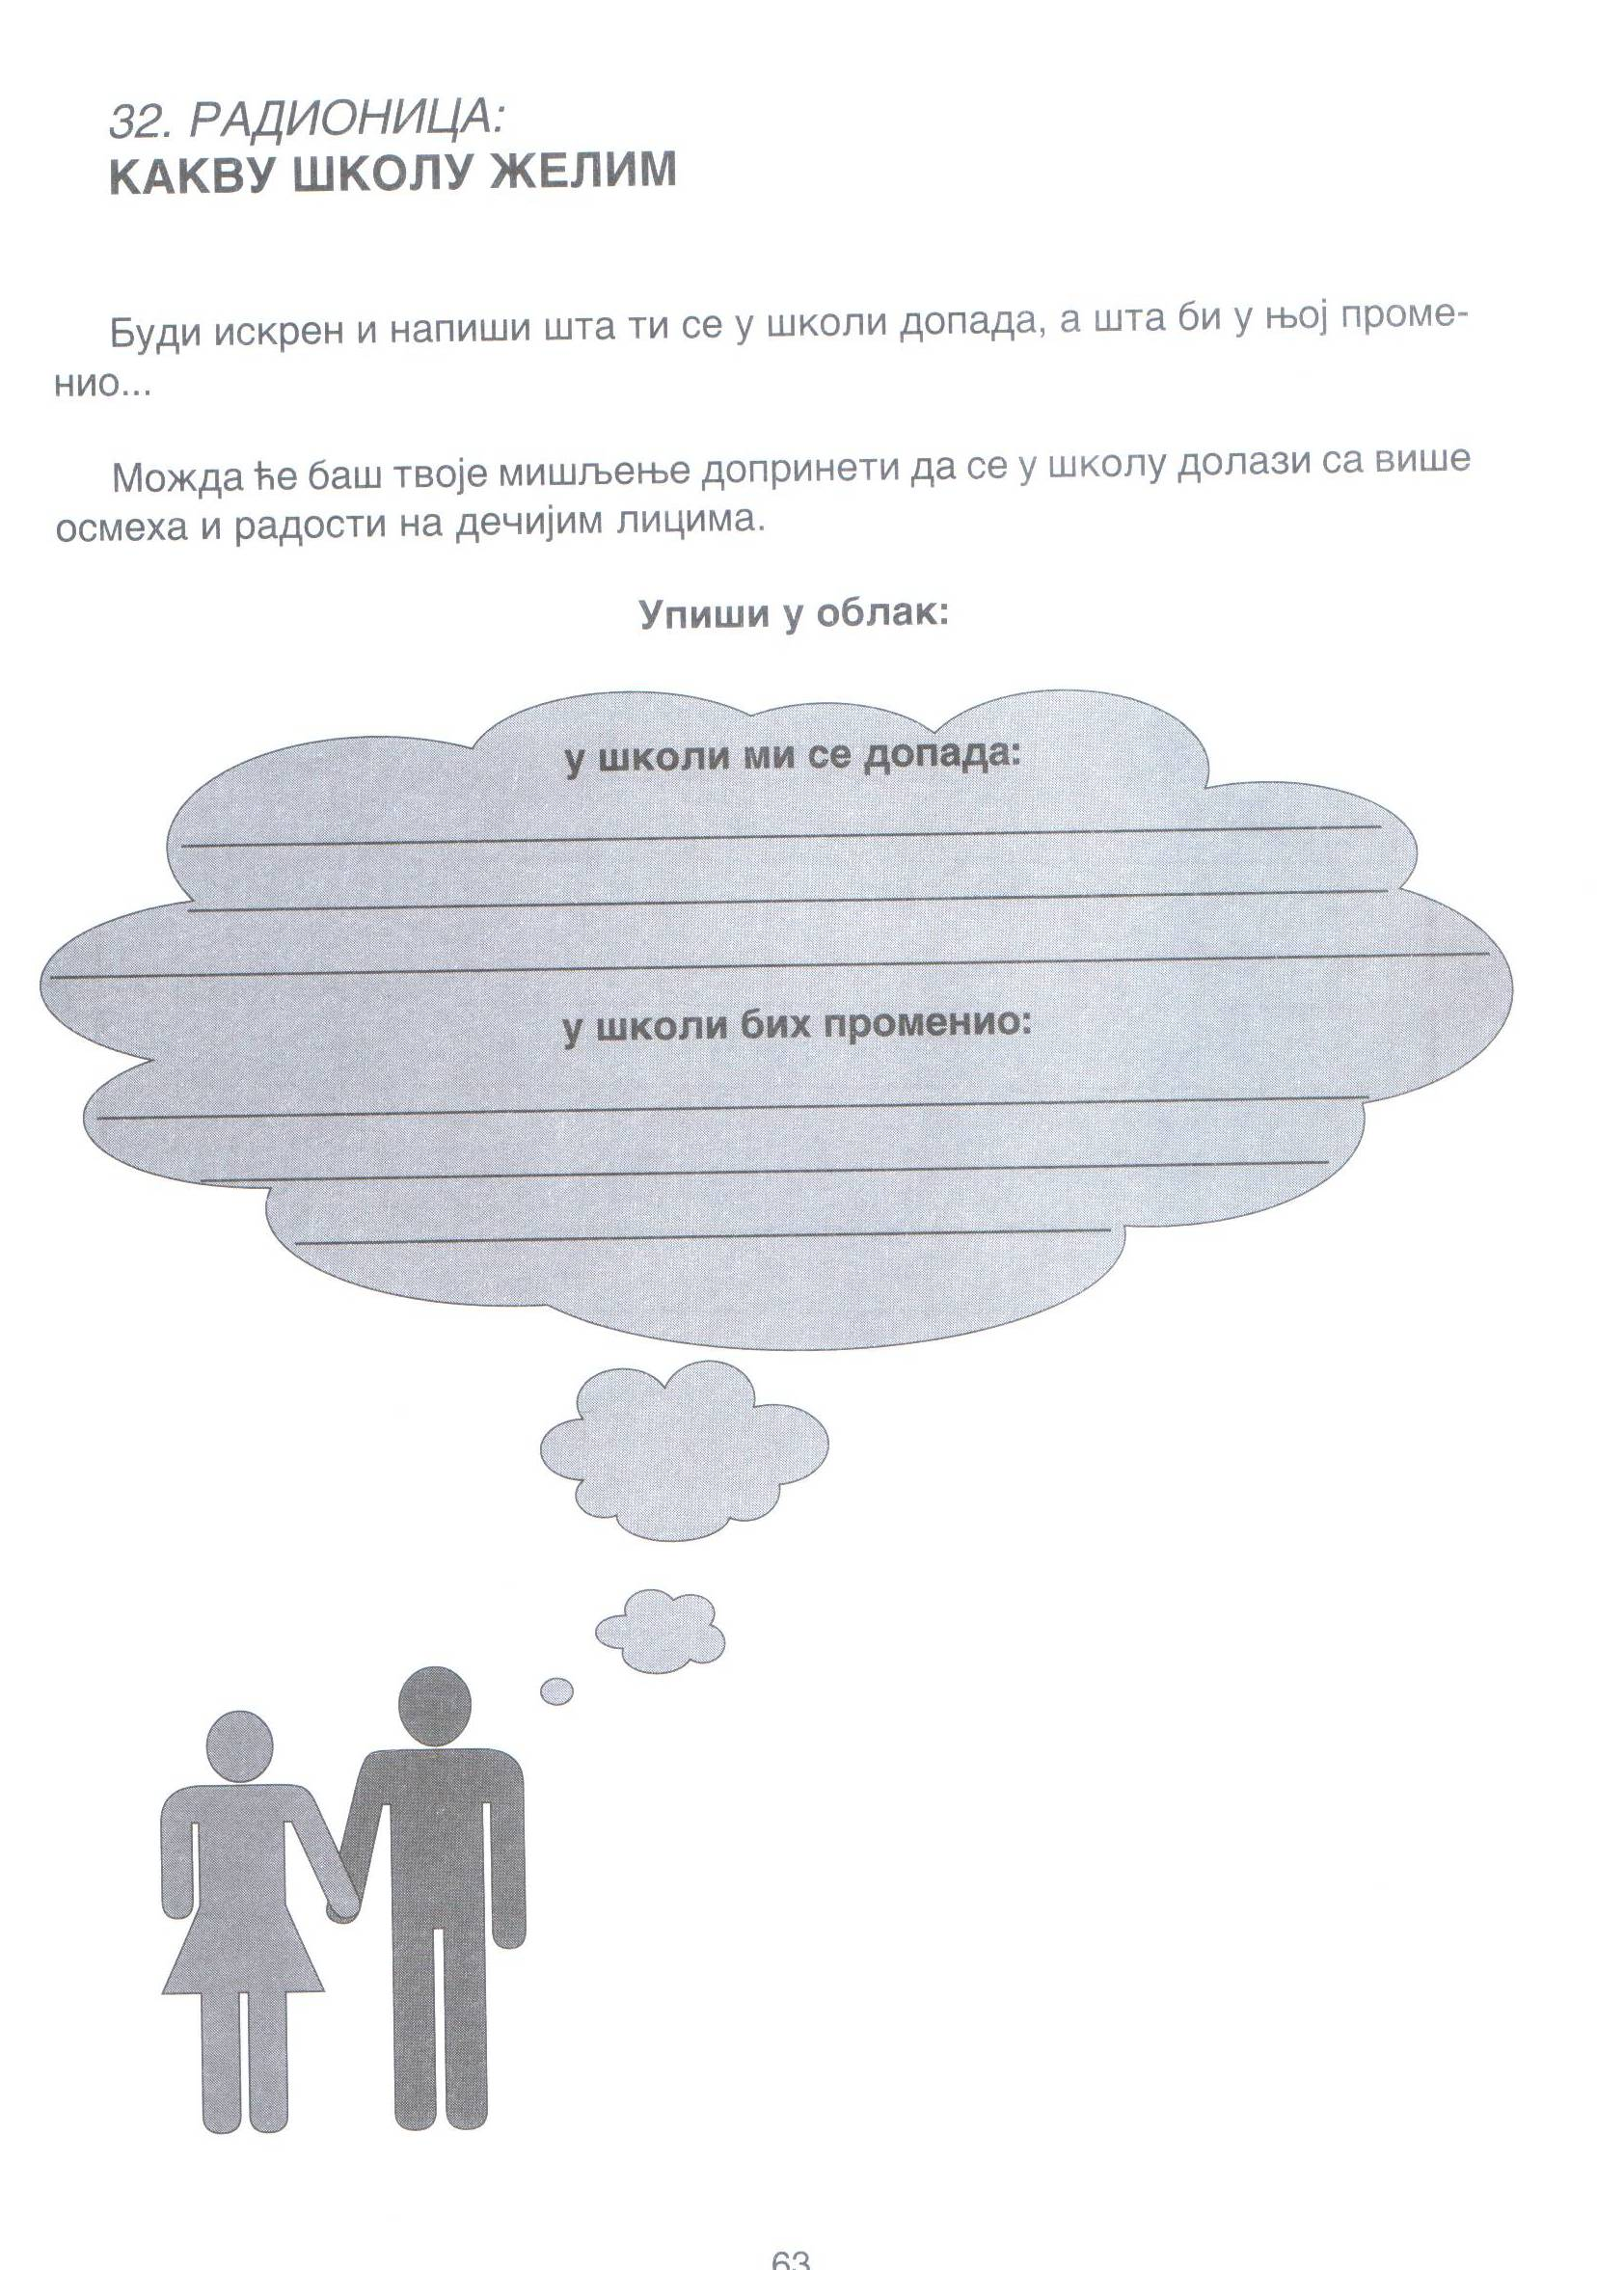 32. РАДИОНИЦА:
КАКВУ ШКОЛУ ЖЕЛИМ
Буди искрен и напиши шта ти се у школи допада, а шта би у њој проме-
нио...
Можда ће баш твоје мишљење допринети да се у школу долази са више
осмеха и радости на дечијим лицима.
Упиши у облак:
у школи ми се допада:
у школи бих променио:
63